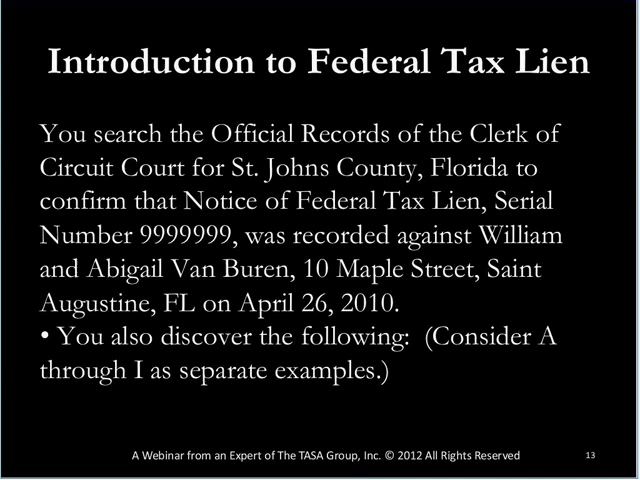 Introduction to Federal Tax Lien
You search the Official Records of the Clerk of
Circuit Court for St. Johns County, Florida to
confirm that Notice of Federal Tax Lien, Serial
Number 9999999, was recorded against William
and Abigail Van Buren, 10 Maple Street, Saint
Augustine, FL on April 26, 2010.
• You also discover the following:  (Consider A
through I as separate examples.)
A Webinar from an Expert of The TASA Group, Inc. © 2012 All Rights Reserved
13